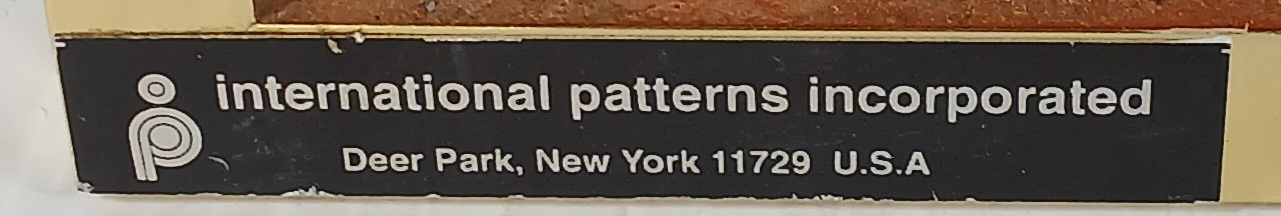 international patterns incorporated
Deer Park, New York 11729 U.S.A